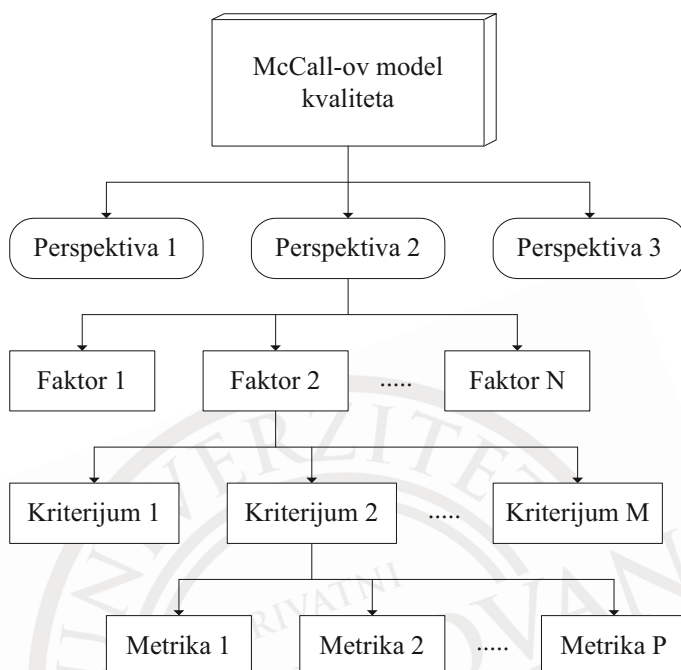 McCall-ov model
kvaliteta
Perspektiva 1
Perspektiva 2
Perspektiva 3
Faktor 1
Faktor 2
.....
Faktor N
Kriterijum 1
Kriterijum 2
.....
Kriterijum M
Metrika 1
Metrika 2
.....
Metrika P
UNIVERZITET